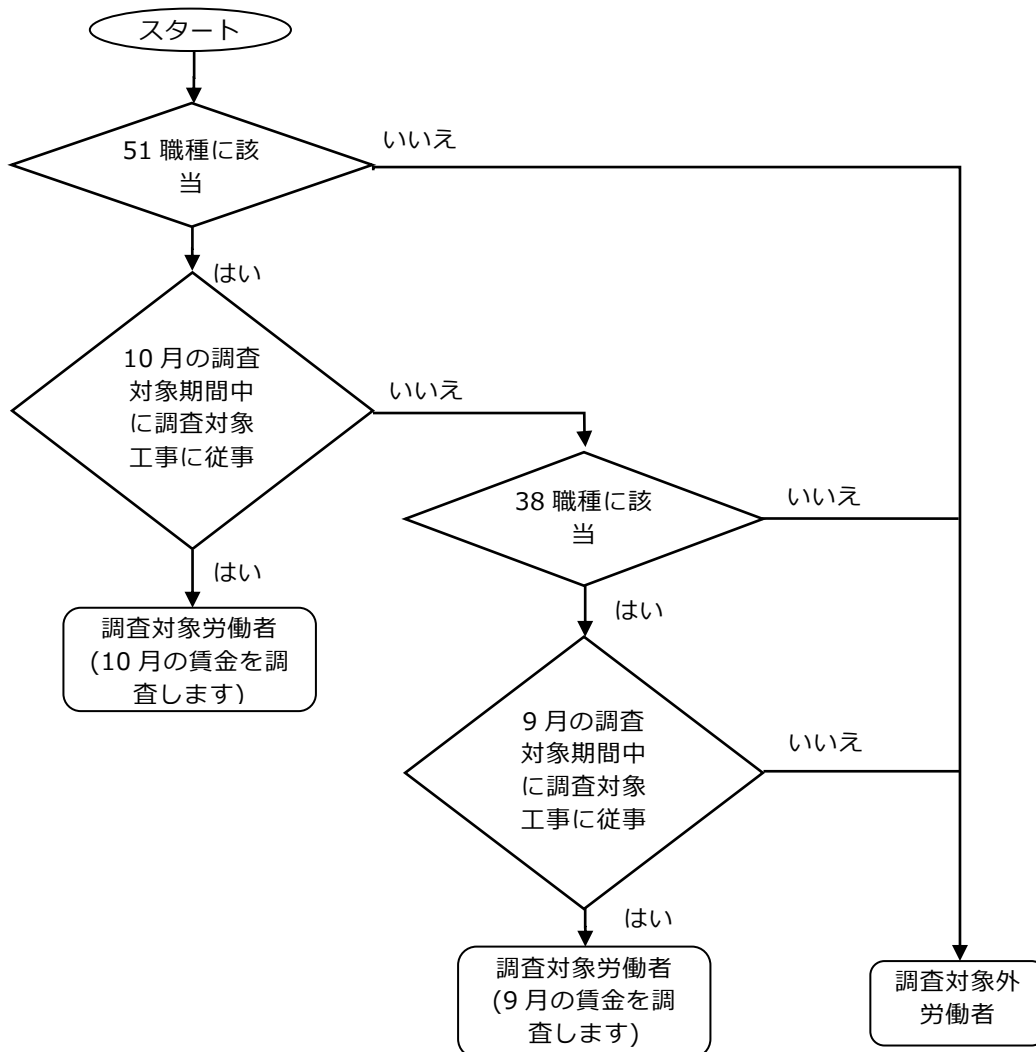 スタート
51 職種に該
当
いいえ
はい
10 月の調査
対象期間中
に調査対象
工事に従事
いいえ
はい
調査対象労働者
(10 月の賃金を調
査します)
38 職種に該
当
いいえ
はい
9 月の調査
対象期間中
に調査対象
工事に従事
いいえ
はい
調査対象労働者
(9 月の賃金を調
査します)
調査対象外
労働者